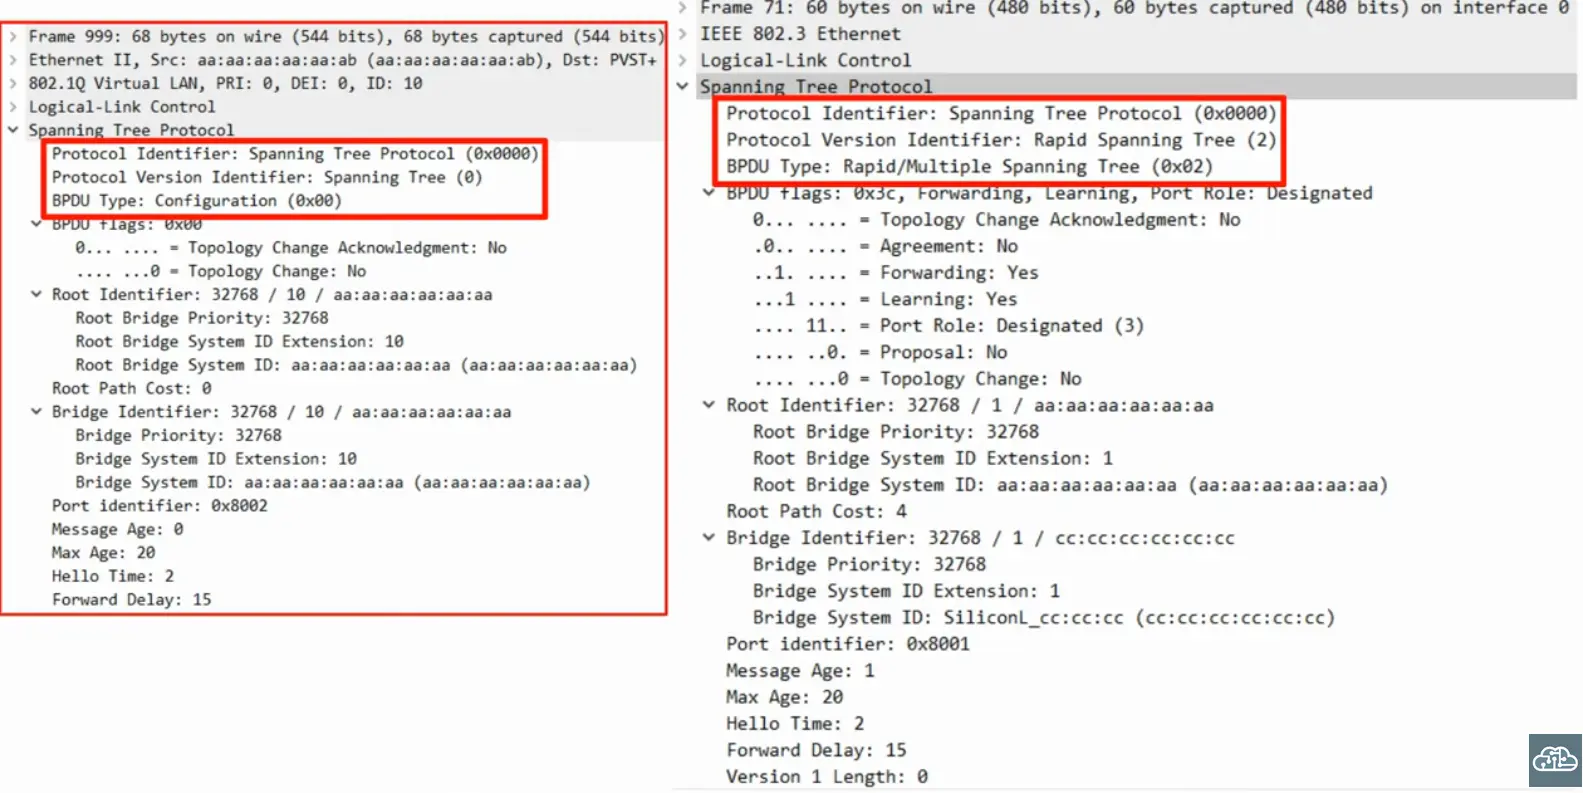 Frame 999: 68 bytes on wire (544 bits), 68 bytes captured (544 bits)
Ethernet II, Src: aa:aa:aa:aa:aa:ab (aa:aa:aa:aa:aa:ab), Dst: PVST+
802.1Q Virtual LAN, PRI: 0, DEI: 0, ID: 10
Logical-Link Control
Spanning Tree Protocol
Protocol Identifier: Spanning Tree Protocol (0x0000)
Protocol Version Identifier: Spanning Tree (0)
BPDU Type: Configuration (0x00)
BPDU flags: 0x00
0... .... = Topology Change Acknowledgment: No
.... ...0 = Topology Change: No
Root Identifier: 32768 / 10 / aa:aa:aa:aa:aa:aa
Root Bridge Priority: 32768
Root Bridge System ID Extension: 10
Root Bridge System ID: aa:aa:aa:aa:aa:aa (aa:aa:aa:aa:aa:aa)
Root Path Cost: 0
Bridge Identifier: 32768 / 10 / aa:aa:aa:aa:aa:aa
Bridge Priority: 32768
Bridge System ID Extension: 10
Bridge System ID: aa:aa:aa:aa:aa:aa (aa:aa:aa:aa:aa:aa)
Port identifier: 0x8002
Message Age: 0
Max Age: 20
Hello Time: 2
Forward Delay: 15
Frame 71: 60 bytes on wire (480 bits), 60 bytes captured (480 bits) on interface 0
IEEE 802.3 Ethernet
Logical-Link Control
Spanning Tree Protocol
Protocol Identifier: Spanning Tree Protocol (0x0000)
Protocol Version Identifier: Rapid Spanning Tree (2)
BPDU Type: Rapid/Multiple Spanning Tree (0x02)
BPDU flags: 0x3c, Forwarding, Learning, Port Role: Designated
0... .... = Topology Change Acknowledgment: No
.0.. .... = Agreement: No
..1. .... = Forwarding: Yes
...1 .... = Learning: Yes
.... 11.. = Port Role: Designated (3)
.... ..0. = Proposal: No
.... ...0 = Topology Change: No
Root Identifier: 32768 / 1 / aa:aa:aa:aa:aa:aa
Root Bridge Priority: 32768
Root Bridge System ID Extension: 1
Root Bridge System ID: aa:aa:aa:aa:aa:aa (aa:aa:aa:aa:aa:aa)
Root Path Cost: 4
Bridge Identifier: 32768 / 1 / cc:cc:cc:cc:cc:cc
Bridge Priority: 32768
Bridge System ID Extension: 1
Bridge System ID: SiliconL_cc:cc:cc (cc:cc:cc:cc:cc:cc)
Port identifier: 0x8001
Message Age: 1
Max Age: 20
Hello Time: 2
Forward Delay: 15
Version 1 Length: 0